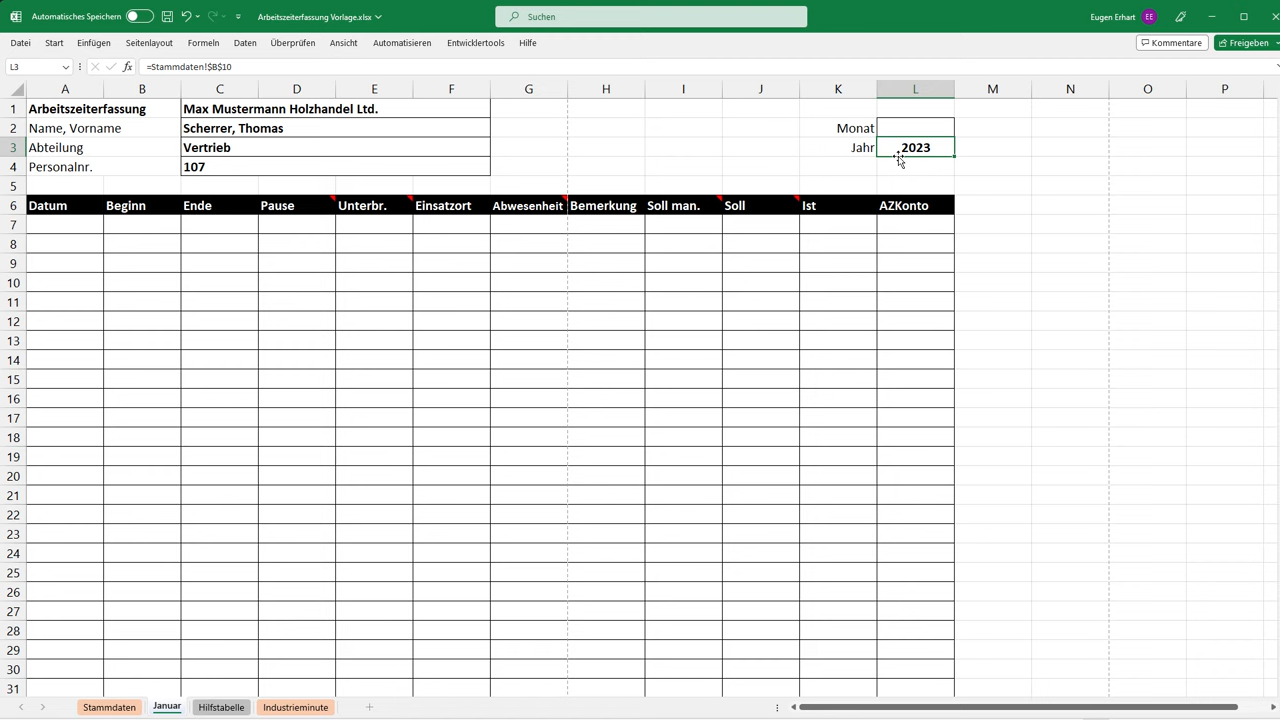 Automatisches Speichern
Arbeitszeiterfassung Vorlage.xlsx
Suchen
Eugen Erhart
EE
Datei
Start
Einfügen
Seitenlayout
Formeln
Daten
Überprüfen
Ansicht
Automatisieren
Entwicklertools
Hilfe
Kommentare
Freigeben
L3
fx
=Stammdaten!$B$10
A B C D E F G H I J K L M N O P
1 Arbeitszeiterfassung Max Mustermann Holzhandel Ltd.
2 Name, Vorname Scherrer, Thomas Monat
3 Abteilung Vertrieb Jahr 2023
4 Personalnr. 107
5
6 Datum Beginn Ende Pause Unterbr. Einsatzort Abwesenheit Bemerkung Soll man. Soll Ist AZKonto
7
8
9
10
11
12
13
14
15
16
17
18
19
20
21
22
23
24
25
26
27
28
29
30
31
Stammdaten
Januar
Hilfstabelle
Industrieminute